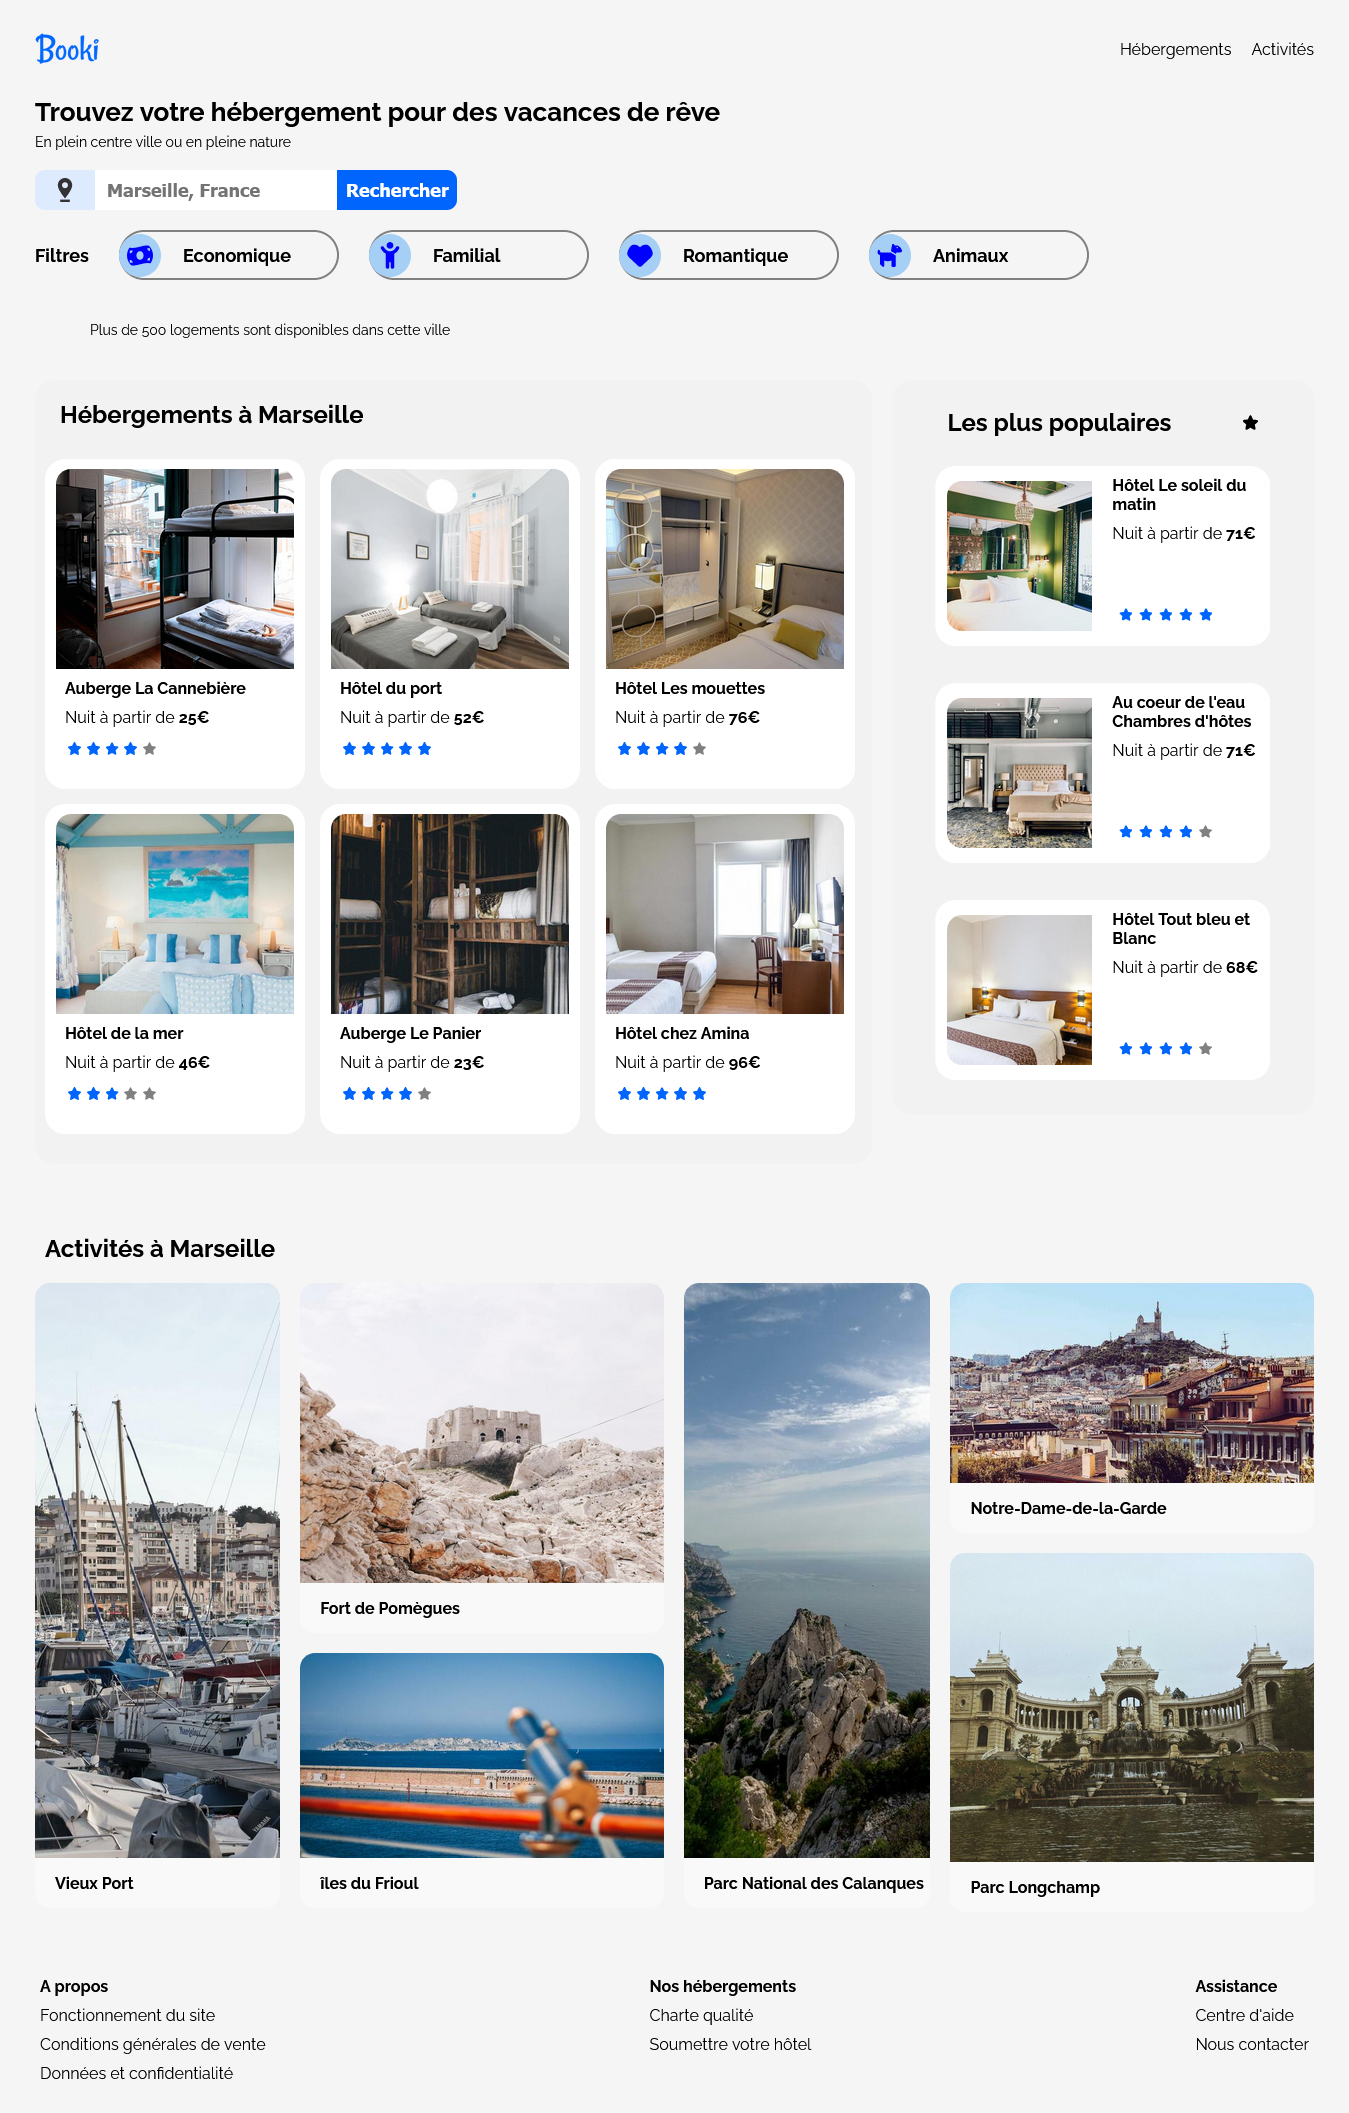 Booki
Hébergements Activités
Trouvez votre hébergement pour des vacances de rêve
En plein centre ville ou en pleine nature
Marseille, France Rechercher
Filtres Economique Familial Romantique Animaux
Plus de 500 logements sont disponibles dans cette ville
Hébergements à Marseille
Auberge La Cannebière
Nuit à partir de 25€
Hôtel du port
Nuit à partir de 52€
Hôtel Les mouettes
Nuit à partir de 76€
Hôtel de la mer
Nuit à partir de 46€
Auberge Le Panier
Nuit à partir de 23€
Hôtel chez Amina
Nuit à partir de 96€
Les plus populaires
Hôtel Le soleil du
matin
Nuit à partir de 71€
Au coeur de l'eau
Chambres d'hôtes
Nuit à partir de 71€
Hôtel Tout bleu et
Blanc
Nuit à partir de 68€
Activités à Marseille
Vieux Port
Fort de Pomègues
îles du Frioul
Parc National des Calanques
Notre-Dame-de-la-Garde
Parc Longchamp
A propos
Fonctionnement du site
Conditions générales de vente
Données et confidentialité
Nos hébergements
Charte qualité
Soumettre votre hôtel
Assistance
Centre d'aide
Nous contacter